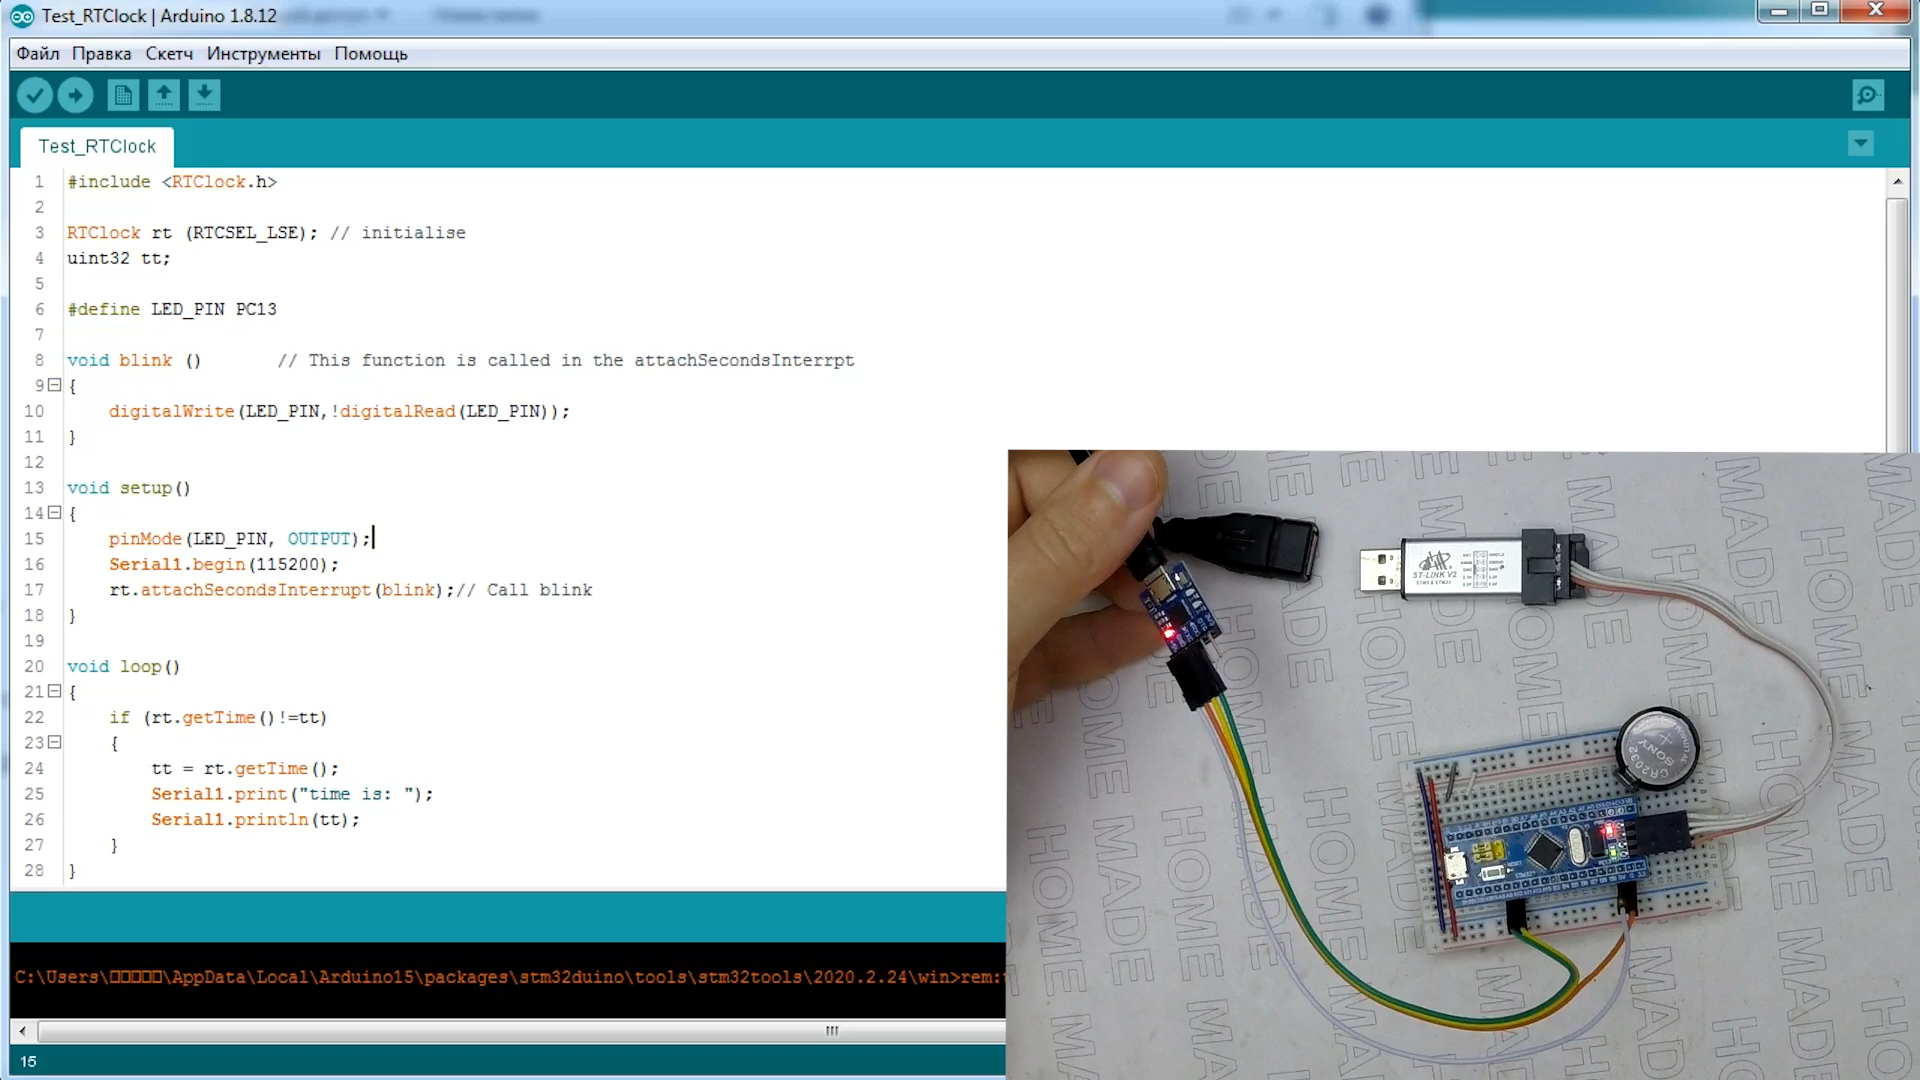 Test_RTClock | Arduino 1.8.12
Файл Правка Скетч Инструменты Помощь
Test_RTClock
1 #include <RTClock.h>
2
3 RTClock rt (RTCSEL_LSE); // initialise
4 uint32 tt;
5
6 #define LED_PIN PC13
7
8 void blink () // This function is called in the attachSecondsInterrpt
9 {
10 digitalWrite(LED_PIN,!digitalRead(LED_PIN));
11 }
12
13 void setup()
14 {
15 pinMode(LED_PIN, OUTPUT);
16 Serial1.begin(115200);
17 rt.attachSecondsInterrupt(blink);// Call blink
18 }
19
20 void loop()
21 {
22 if (rt.getTime()!=tt)
23 {
24 tt = rt.getTime();
25 Serial1.print("time is: ");
26 Serial1.println(tt);
27 }
28 }
C:\Users\□□□□□\AppData\Local\Arduino15\packages\stm32duino\tools\stm32tools\2020.2.24\win>rem:
15
ST-LINK V2
SONY
CR2032
HOME
MADE